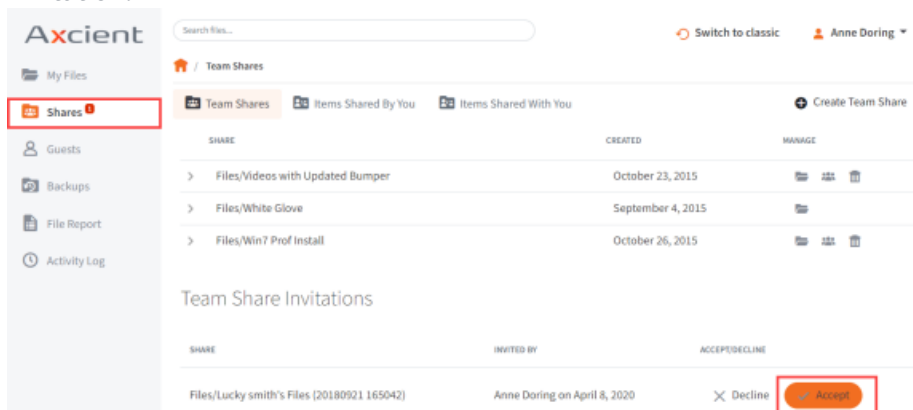 Axcient
Search files...
Switch to classic
Anne Doring
My Files
/ Team Shares
Shares 1
Team Shares
Items Shared By You
Items Shared With You
Create Team Share
Guests
SHARE CREATED MANAGE
Backups
Files/Videos with Updated Bumper October 23, 2015
File Report
Files/White Glove September 4, 2015
Activity Log
Files/Win7 Prof Install October 26, 2015
Team Share Invitations
SHARE INVITED BY ACCEPT/DECLINE
Files/Lucky smith's Files (20180921 165042) Anne Doring on April 8, 2020 Decline Accept